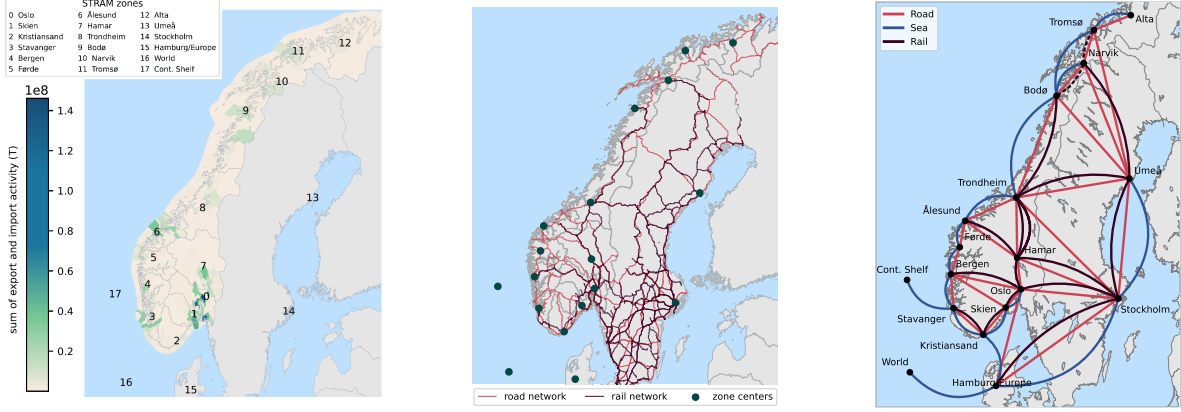 STRAM zones
0 Oslo 6 Ålesund 12 Alta
1 Skien 7 Hamar 13 Umeå
2 Kristiansand 8 Trondheim 14 Stockholm
3 Stavanger 9 Bodø 15 Hamburg/Europe
4 Bergen 10 Narvik 16 World
5 Førde 11 Tromsø 17 Cont. Shelf
1e8
1.4
1.2
1.0
0.8
0.6
0.4
0.2
sum of export and import activity (T)
12
11
10
9
13
8
6
7
5
4
17
0
3
1
14
2
16
15
road network
rail network
zone centers
Road
Sea
Rail
Tromsø
Alta
Narvik
Bodø
Umeå
Trondheim
Ålesund
Førde
Hamar
Bergen
Cont. Shelf
Oslo
Skien
Stockholm
Stavanger
Kristiansand
World
Hamburg/Europe